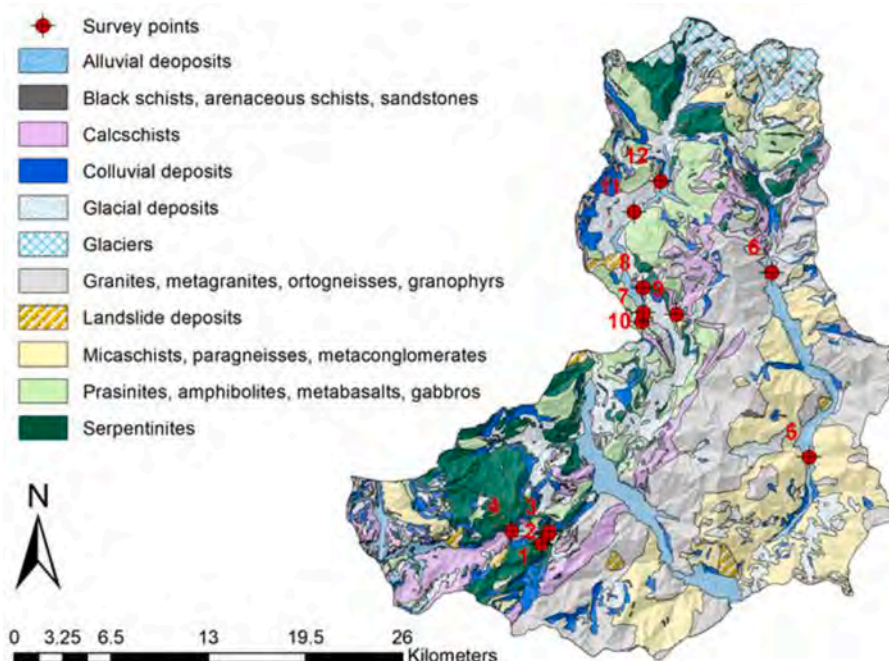 Survey points
Alluvial deoposits
Black schists, arenaceous schists, sandstones
Calcschists
Colluvial deposits
Glacial deposits
Glaciers
Granites, metagranites, ortogneisses, granophyrs
Landslide deposits
Micaschists, paragneisses, metaconglomerates
Prasinites, amphibolites, metabasalts, gabbros
Serpentinites
N
0 3.25 6.5 13 19.5 26
Kilometers
12
11
6
8
9
7
10
5
4 3
2
1